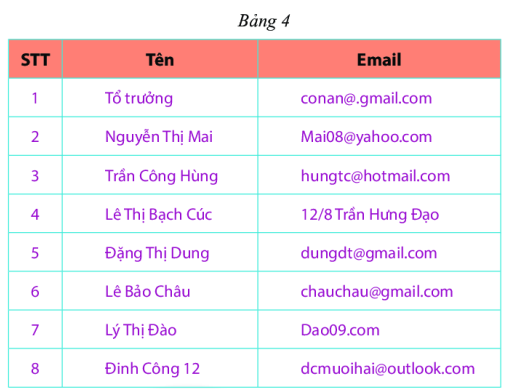 Bảng 4
STT Tên Email
1 Tổ trưởng conan@.gmail.com
2 Nguyễn Thị Mai Mai08@yahoo.com
3 Trần Công Hùng hungtc@hotmail.com
4 Lê Thị Bạch Cúc 12/8 Trần Hưng Đạo
5 Đặng Thị Dung dungdt@gmail.com
6 Lê Bảo Châu chauchau@gmail.com
7 Lý Thị Đào Dao09.com
8 Đinh Công 12 dcmuoihai@outlook.com